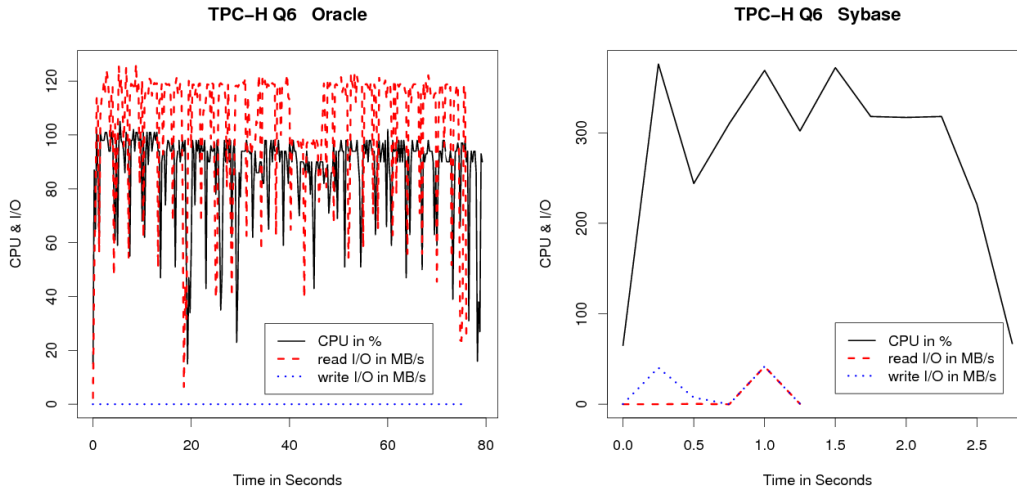 TPC−H Q6 Oracle
CPU & I/O
0
20
40
60
80
100
120
0
20
40
60
80
Time in Seconds
CPU in %
read I/O in MB/s
write I/O in MB/s
TPC−H Q6 Sybase
CPU & I/O
0
100
200
300
0.0
0.5
1.0
1.5
2.0
2.5
Time in Seconds
CPU in %
read I/O in MB/s
write I/O in MB/s